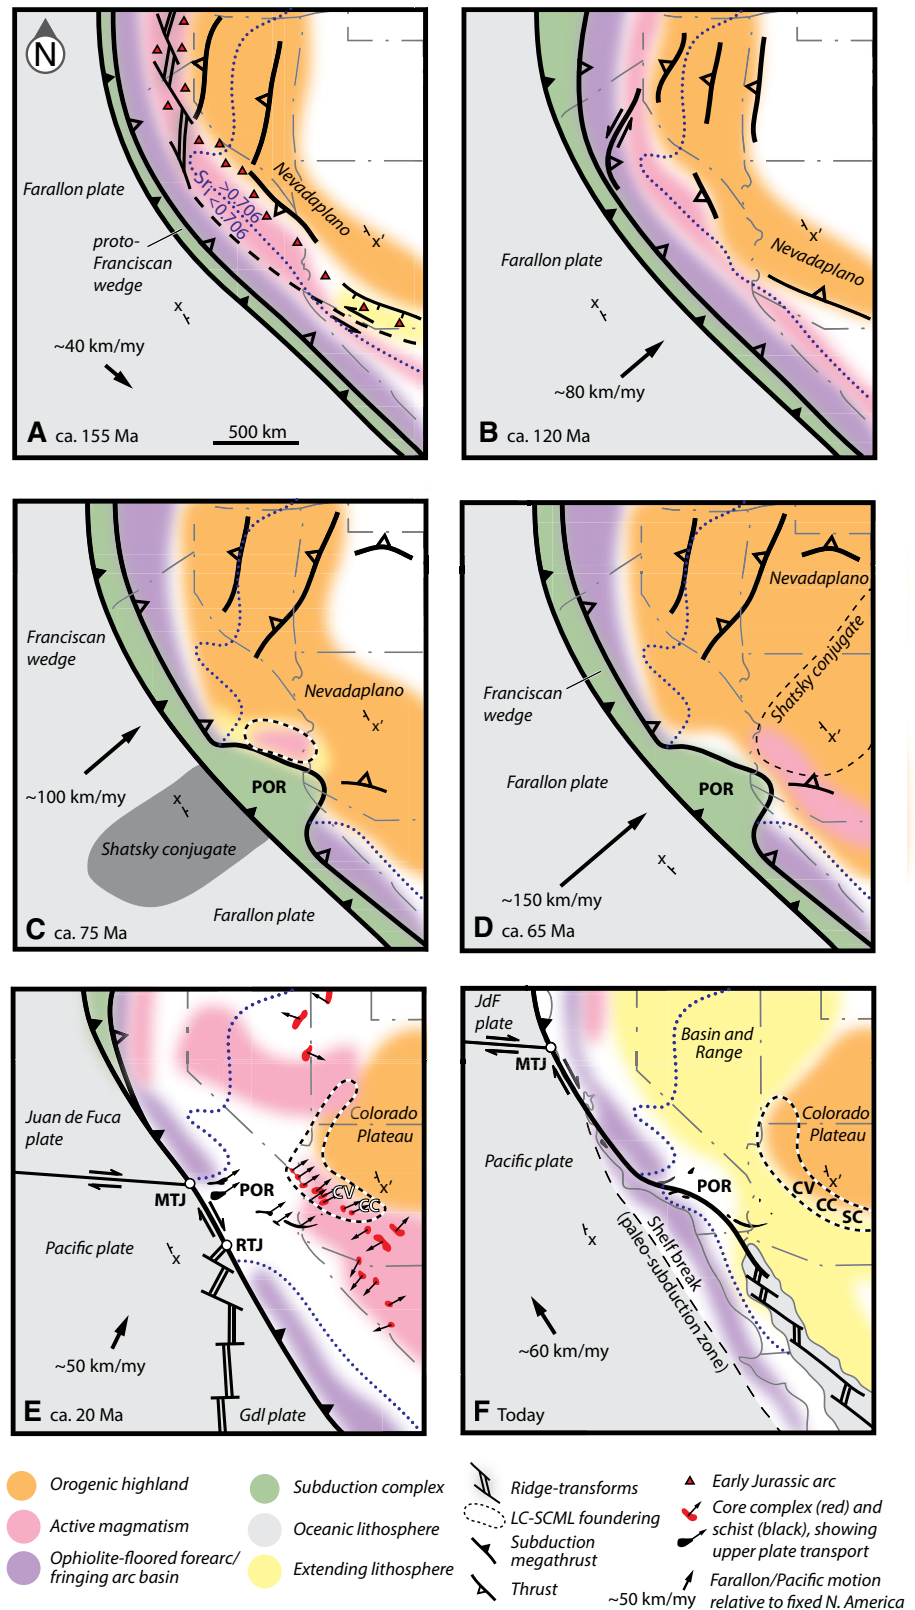 N
Farallon plate
proto-
Franciscan
wedge
Sri >0.706
<0.706
Nevadaplano
x'
x
~40 km/my
A ca. 155 Ma
500 km
Farallon plate
x'
Nevadaplano
x
~80 km/my
B ca. 120 Ma
Franciscan
wedge
Nevadaplano
x'
~100 km/my
POR
x
Shatsky conjugate
Farallon plate
C ca. 75 Ma
Nevadaplano
Shatsky conjugate
Franciscan
wedge
x'
Farallon plate
POR
x
~150 km/my
D ca. 65 Ma
Juan de Fuca
plate
Colorado
Plateau
x'
MTJ
POR
CV
CC
Pacific plate
x
RTJ
~50 km/my
E ca. 20 Ma
Gdl plate
JdF
plate
MTJ
Basin and
Range
Colorado
Plateau
Pacific plate
x'
POR
CV
CC
SC
x
Shelf break
(paleo-subduction zone)
~60 km/my
F Today
Orogenic highland
Active magmatism
Ophiolite-floored forearc/
fringing arc basin
Subduction complex
Oceanic lithosphere
Extending lithosphere
Ridge-transforms
LC-SCML foundering
Subduction
megathrust
Thrust
Early Jurassic arc
Core complex (red) and
schist (black), showing
upper plate transport
~50 km/my
Farallon/Pacific motion
relative to fixed N. America